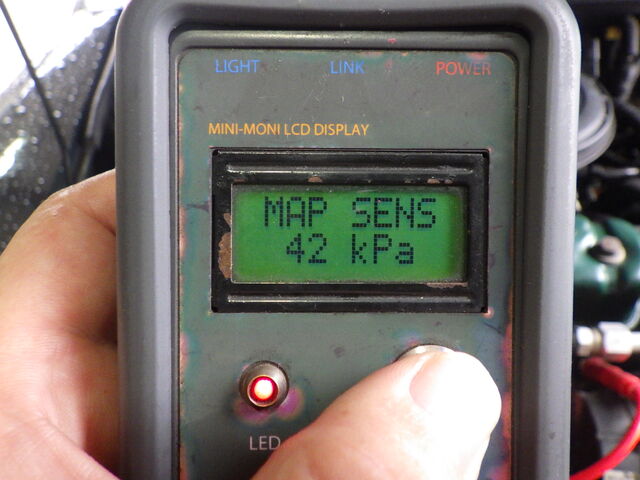 LIGHT LINK POWER
MINI-MONI LCD DISPLAY
MAP SENS
42 kPa
LED